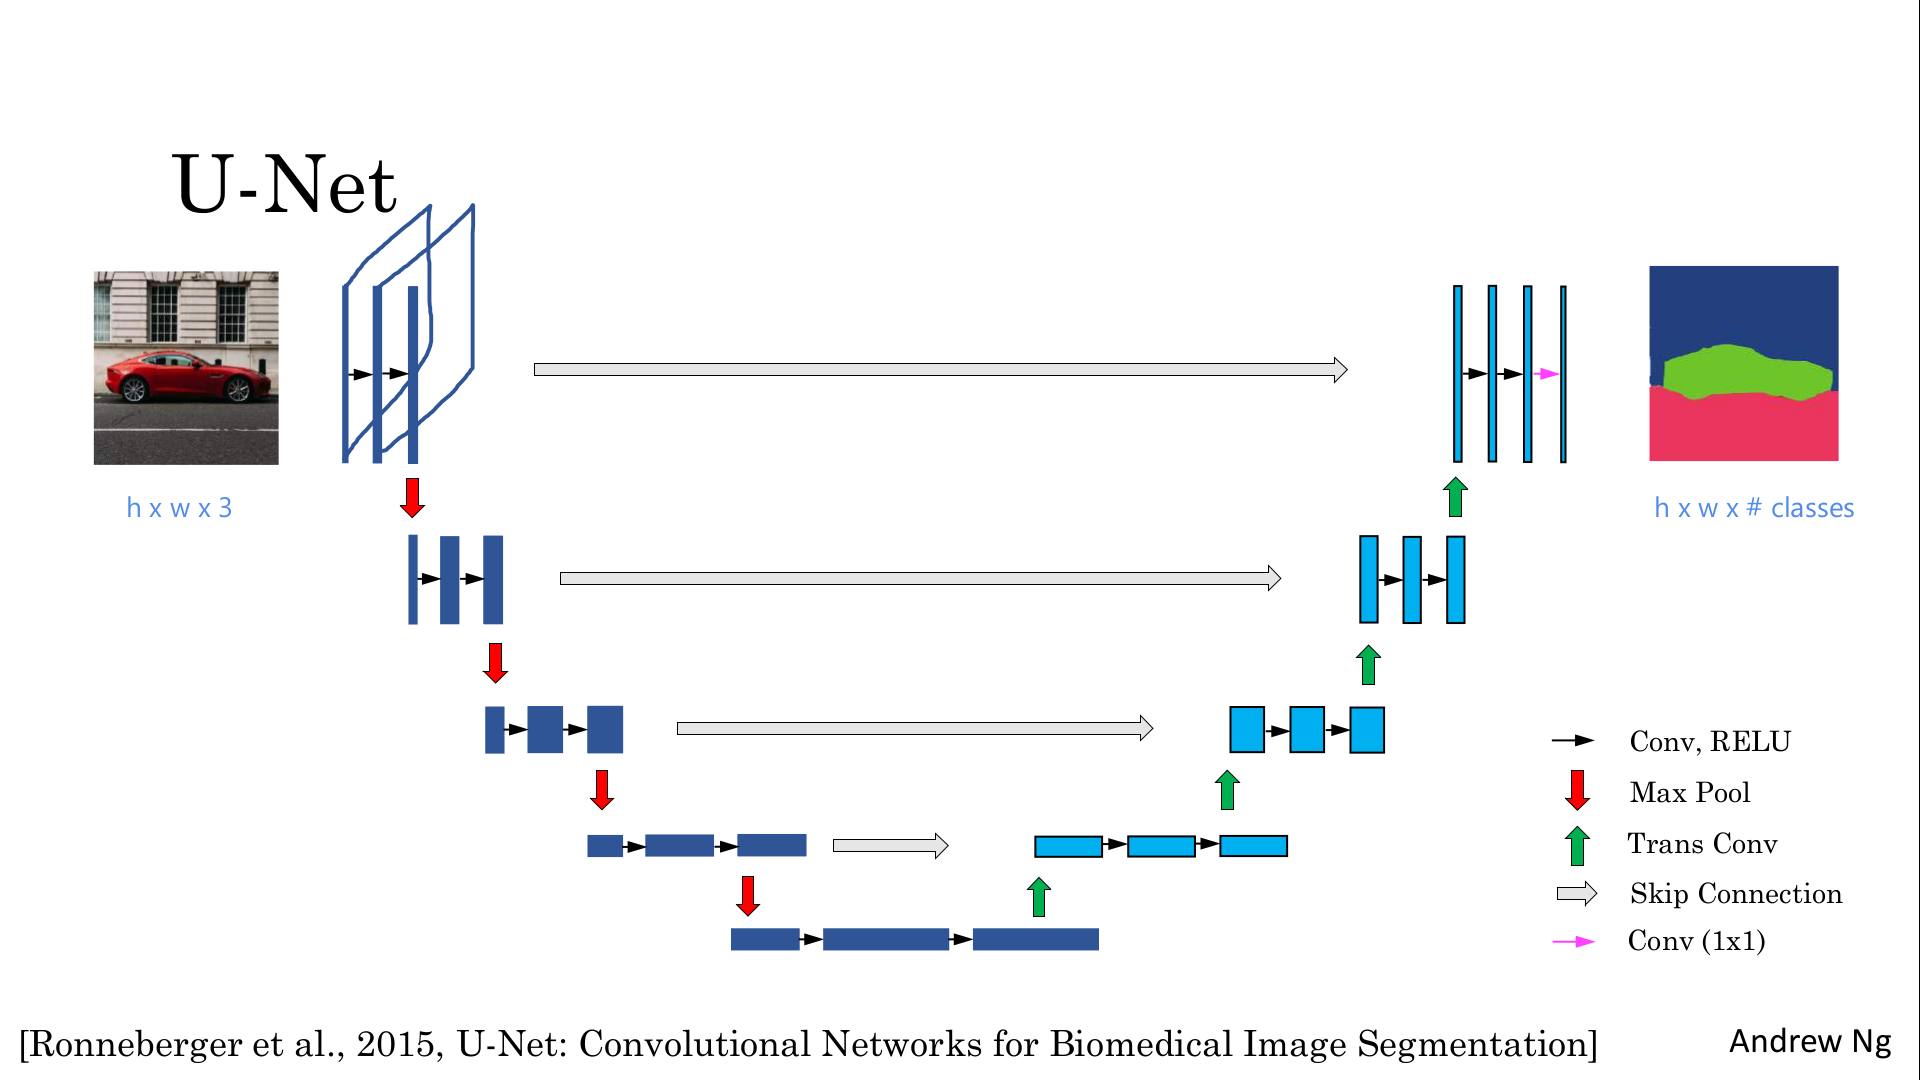 U-Net
h x w x 3
h x w x # classes
Conv, RELU
Max Pool
Trans Conv
Skip Connection
Conv (1x1)
[Ronneberger et al., 2015, U-Net: Convolutional Networks for Biomedical Image Segmentation]
Andrew Ng